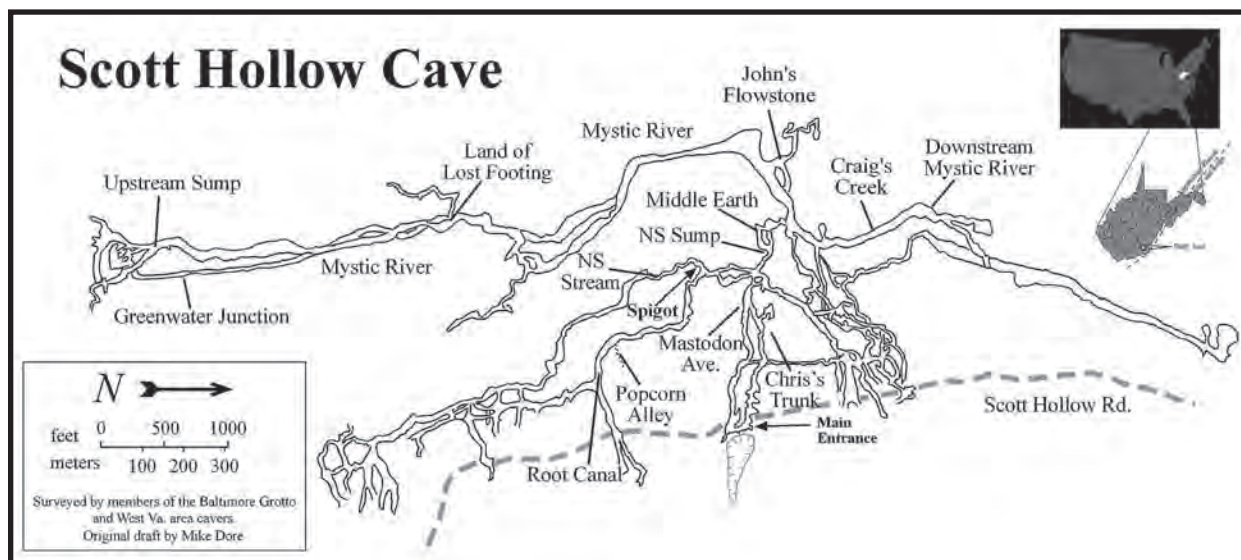 Scott Hollow Cave
John's
Flowstone
Mystic River
Land of
Lost Footing
Craig's
Creek
Downstream
Mystic River
Upstream Sump
Middle Earth
NS Sump
Mystic River
NS
Stream
Spigot
Greenwater Junction
Mastodon
Ave.
Chris's
Trunk
Popcorn
Alley
Scott Hollow Rd.
Main
Entrance
Root Canal
N
feet
0 500 1000
meters
100 200 300
Surveyed by members of the Baltimore Grotto
and West Va. area cavers.
Original draft by Mike Dore